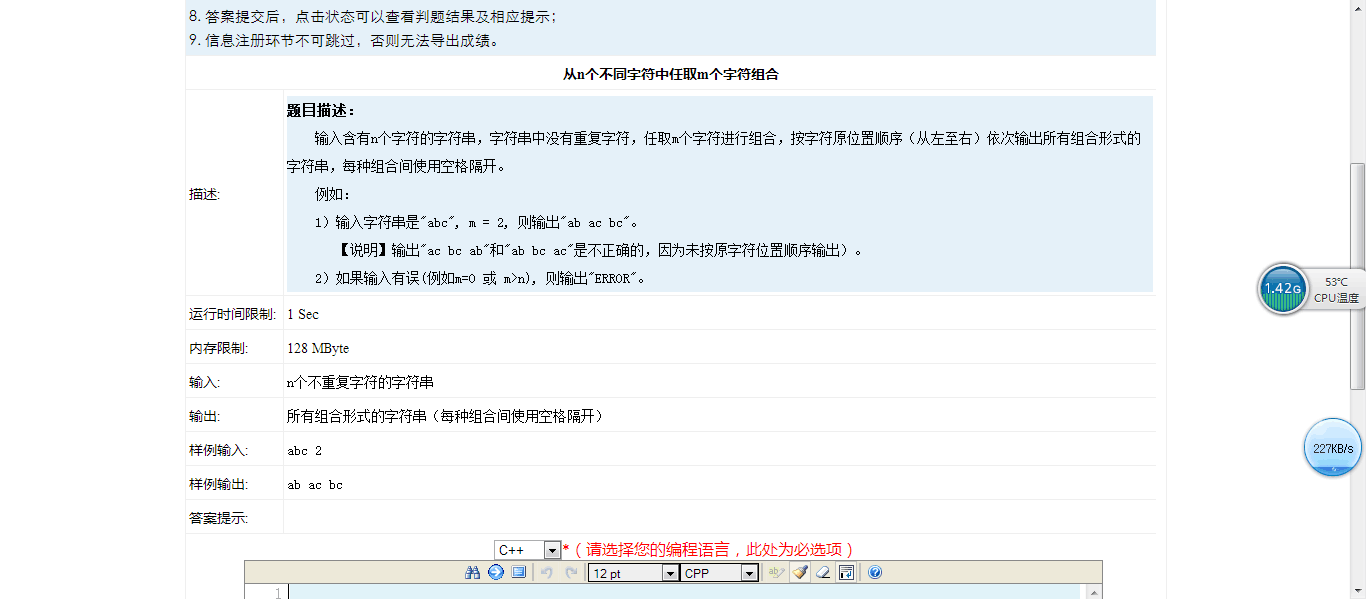 8. 答案提交后，点击状态可以查看判题结果及相应提示；
9. 信息注册环节不可跳过，否则无法导出成绩。
从n个不同字符中任取m个字符组合
描述:
题目描述：
输入含有n个字符的字符串，字符串中没有重复字符，任取m个字符进行组合，按字符原位置顺序（从左至右）依次输出所有组合形式的
字符串，每种组合间使用空格隔开。
例如：
1）输入字符串是"abc", m = 2, 则输出"ab ac bc"。
【说明】输出"ac bc ab"和"ab bc ac"是不正确的，因为未按原字符位置顺序输出）。
2）如果输入有误(例如m=0 或 m>n), 则输出"ERROR"。
运行时间限制: 1 Sec
内存限制: 128 MByte
输入: n个不重复字符的字符串
输出: 所有组合形式的字符串（每种组合间使用空格隔开）
样例输入: abc 2
样例输出: ab ac bc
答案提示:
C++ *（请选择您的编程语言，此处为必选项）
12 pt CPP
1
1.42G 53℃
CPU温度
227KB/s